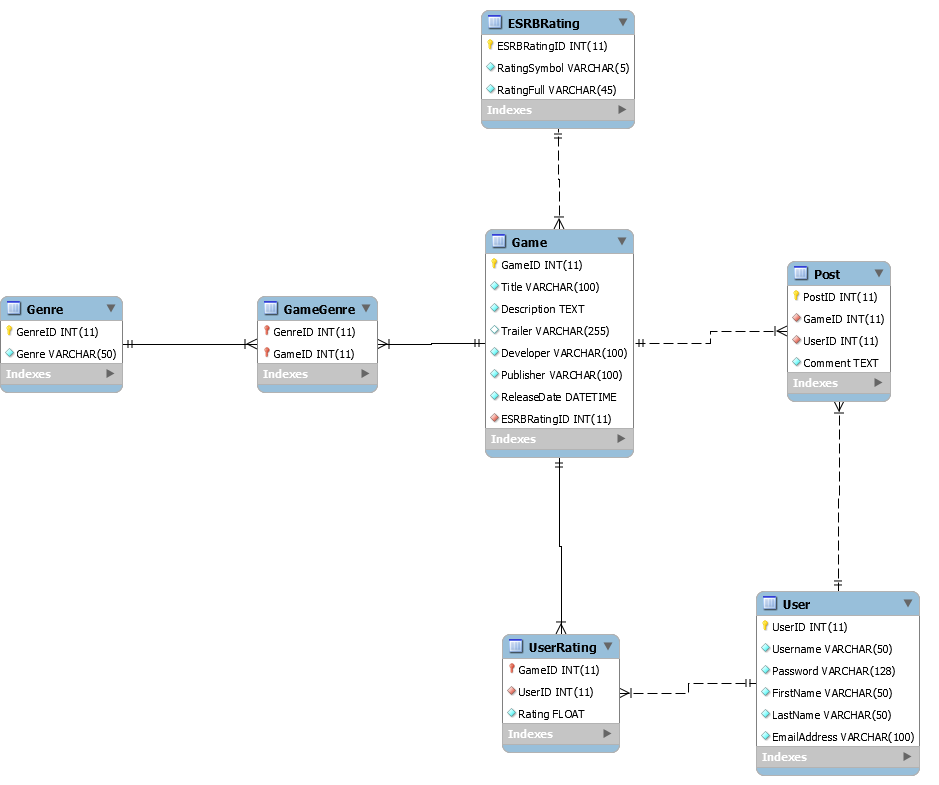 ESRBRating
ESRBRatingID INT(11)
RatingSymbol VARCHAR(5)
RatingFull VARCHAR(45)
Indexes
Game
GameID INT(11)
Title VARCHAR(100)
Description TEXT
Trailer VARCHAR(255)
Developer VARCHAR(100)
Publisher VARCHAR(100)
ReleaseDate DATETIME
ESRBRatingID INT(11)
Indexes
Post
PostID INT(11)
GameID INT(11)
UserID INT(11)
Comment TEXT
Indexes
Genre
GenreID INT(11)
Genre VARCHAR(50)
Indexes
GameGenre
GenreID INT(11)
GameID INT(11)
Indexes
User
UserID INT(11)
Username VARCHAR(50)
Password VARCHAR(128)
FirstName VARCHAR(50)
LastName VARCHAR(50)
EmailAddress VARCHAR(100)
Indexes
UserRating
GameID INT(11)
UserID INT(11)
Rating FLOAT
Indexes